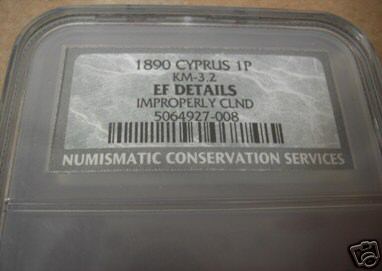 1890 CYPRUS 1P
KM-3.2
EF DETAILS
IMPROPERLY CLND
5064927-008
NUMISMATIC CONSERVATION SERVICES